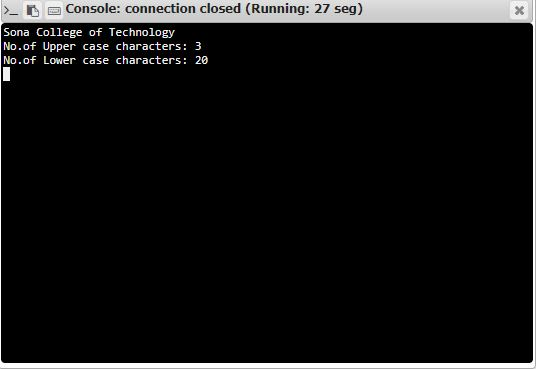 Console: connection closed (Running: 27 seg)
Sona College of Technology
No.of Upper case characters: 3
No.of Lower case characters: 20